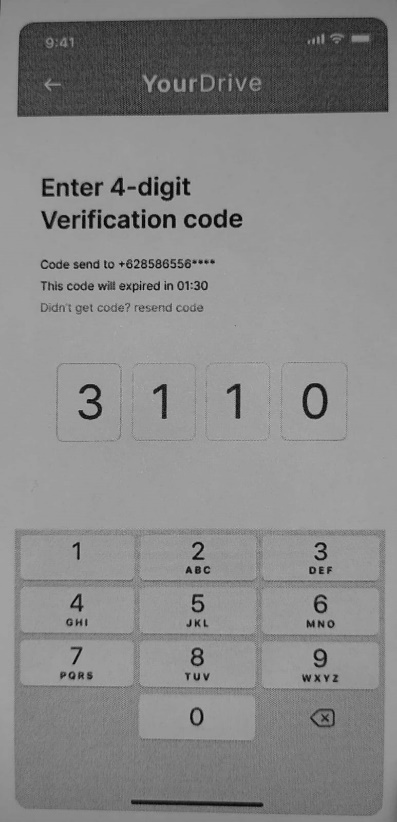 9:41
YourDrive
Enter 4-digit
Verification code
Code send to +628586556****
This code will expired in 01:30
Didn't get code? resend code
3 1 1 0
1 2 3
ABC DEF
4 5 6
GHI JKL MNO
7 8 9
PQRS TUV WXYZ
0